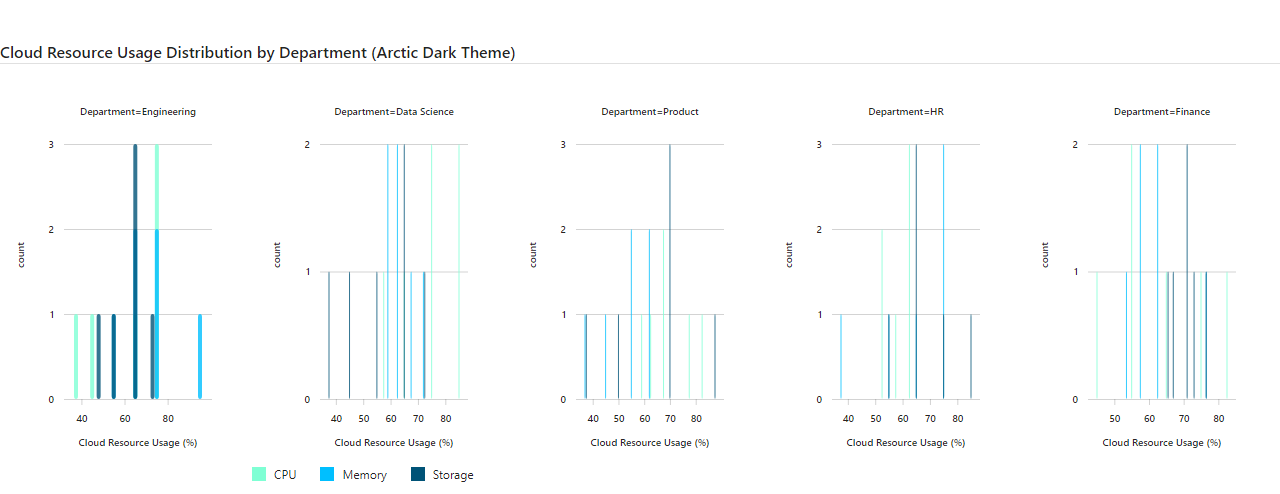 Cloud Resource Usage Distribution by Department (Arctic Dark Theme)
Department=Engineering
3
2
1
0
count
40 60 80
Cloud Resource Usage (%)
Department=Data Science
2
1
0
count
40 50 60 70 80
Cloud Resource Usage (%)
Department=Product
3
2
1
0
count
40 50 60 70 80
Cloud Resource Usage (%)
Department=HR
3
2
1
0
count
40 50 60 70 80
Cloud Resource Usage (%)
Department=Finance
2
1
0
count
50 60 70 80
Cloud Resource Usage (%)
CPU Memory Storage